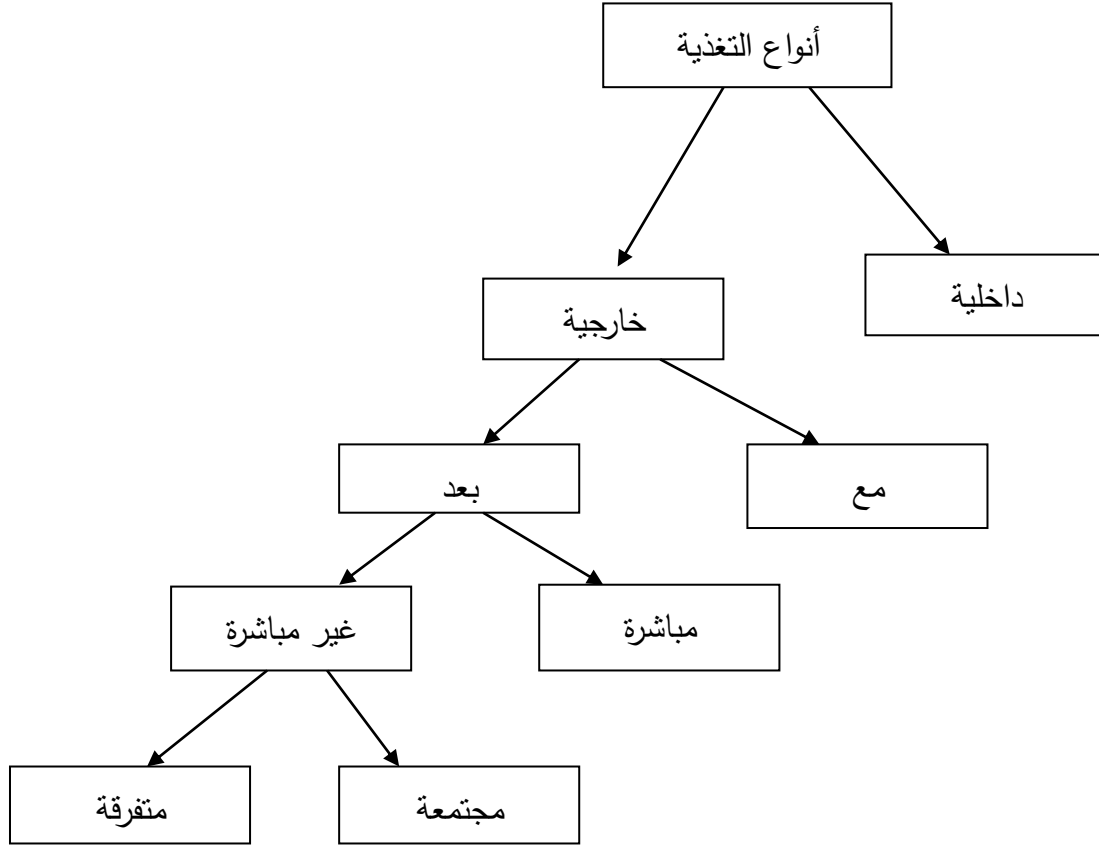 أنواع التغذية
داخلية
خارجية
مع
بعد
مباشرة
غير مباشرة
مجتمعة
متفرقة